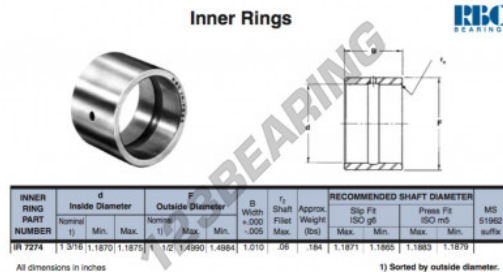 Inner Rings
RBC
BEARINGS
B
d
F
123BEARING
INNER RING PART NUMBER
d Inside Diameter
F Outside Diameter
B Width +.000 -.005
Shaft Fillet Max.
Approx. Weight (lbs)
RECOMMENDED SHAFT DIAMETER
Slip Fit ISO g6
Press Fit ISO m5
MS 51962 suffix
Nominal 1) Min. Max. Nominal 1) Min. Max. Max. Min. Max. Min.
IR 7274 1 3/16 1.1870 1.1875 1 1/2 1.4990 1.4984 1.010 .06 .184 1.1871 1.1865 1.1883 1.1879
All dimensions in inches
1) Sorted by outside diameter.